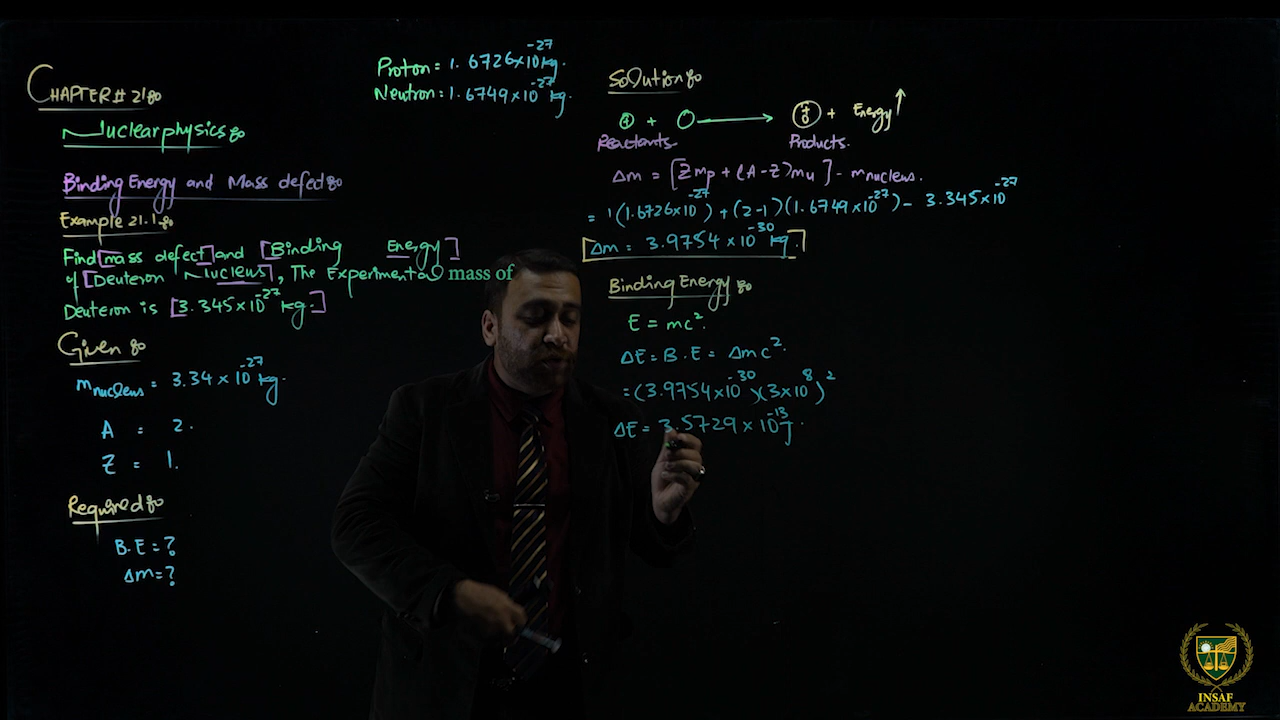 CHAPTER # 21:
Nuclear physics:
Binding Energy and Mass defect:
Example 21.1:
Find [mass defect] and [Binding Energy]
of [Deuteron Nucleus], The Experimental mass of
Deuteron is [3.345×10⁻²⁷ kg.]
Given:
m_nucleus = 3.34×10⁻²⁷ kg.
A = 2.
Z = 1.
Required:
B.E = ?
Δm = ?
Proton = 1.6726×10⁻²⁷ kg.
Neutron = 1.6749×10⁻²⁷ kg.
Solution:
+ + → + Energy ↑
Reactants Products.
Δm = [Zmp + (A-Z)mn] - m_nucleus.
= 1(1.6726×10⁻²⁷) + (2-1)(1.6749×10⁻²⁷) - 3.345×10⁻²⁷
[Δm = 3.9754×10⁻³⁰ kg.]
Binding Energy:
E = mc².
ΔE = B.E = Δmc².
= (3.9754×10⁻³⁰)(3×10⁸)²
ΔE = 3.5729×10⁻¹³ J.
INSAF
ACADEMY